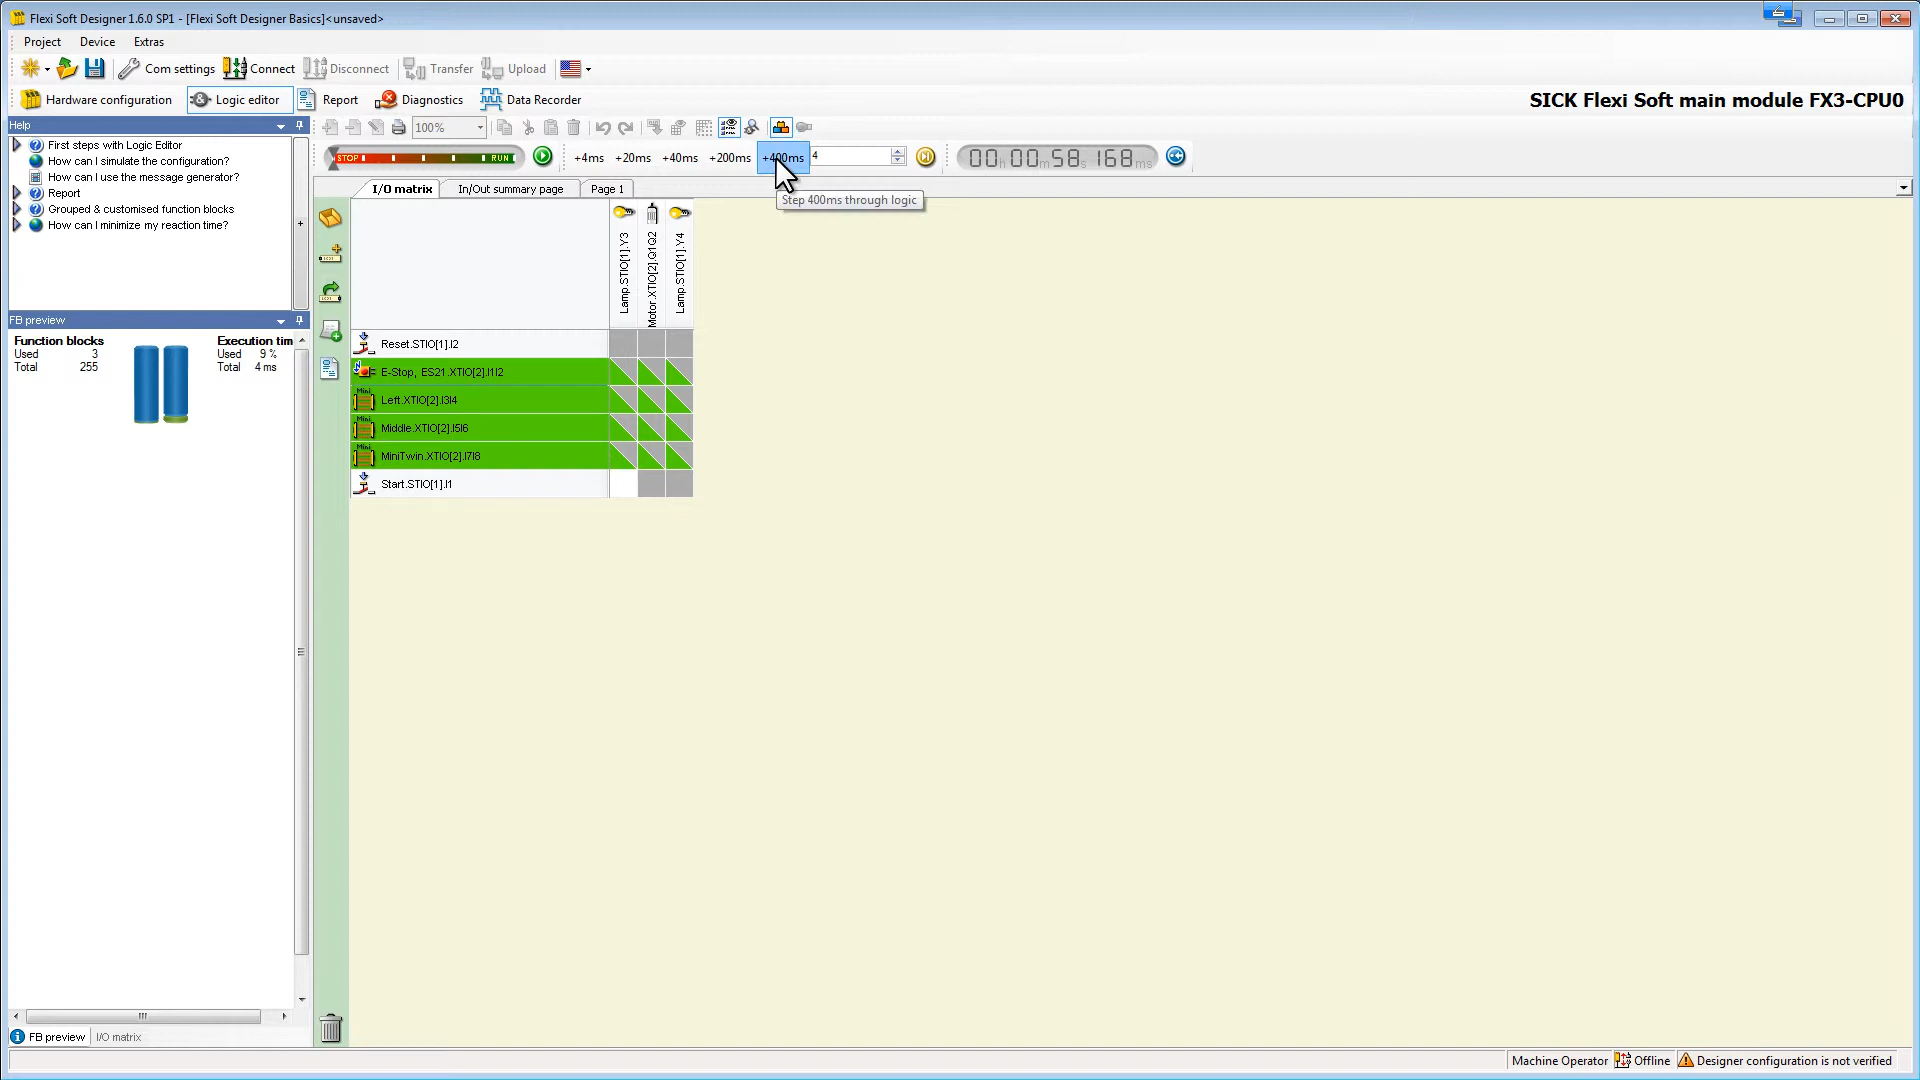 Flexi Soft Designer 1.6.0 SP1 - [Flexi Soft Designer Basics]<unsaved>
Project Device Extras
Com settings Connect Disconnect Transfer Upload
Hardware configuration Logic editor Report Diagnostics Data Recorder SICK Flexi Soft main module FX3-CPU0
Help
100%
First steps with Logic Editor
How can I simulate the configuration?
How can I use the message generator?
Report
Grouped & customised function blocks
How can I minimize my reaction time?
STOP RUN +4ms +20ms +40ms +200ms +400ms 4 00h 00m 58s 168ms
I/O matrix In/Out summary page Page 1
Step 400ms through logic
Lamp.STIO[1].Y3
Motor.XTIO[2].Q1Q2
Lamp.STIO[1].Y4
Reset.STIO[1].I2
E-Stop, ES21.XTIO[2].I1I2
Mini
Left.XTIO[2].I3I4
Mini
Middle.XTIO[2].I5I6
Mini
MiniTwin.XTIO[2].I7I8
Start.STIO[1].I1
FB preview
Function blocks Execution tim
Used 3 Used 9 %
Total 255 Total 4 ms
FB preview I/O matrix
Machine Operator Offline Designer configuration is not verified